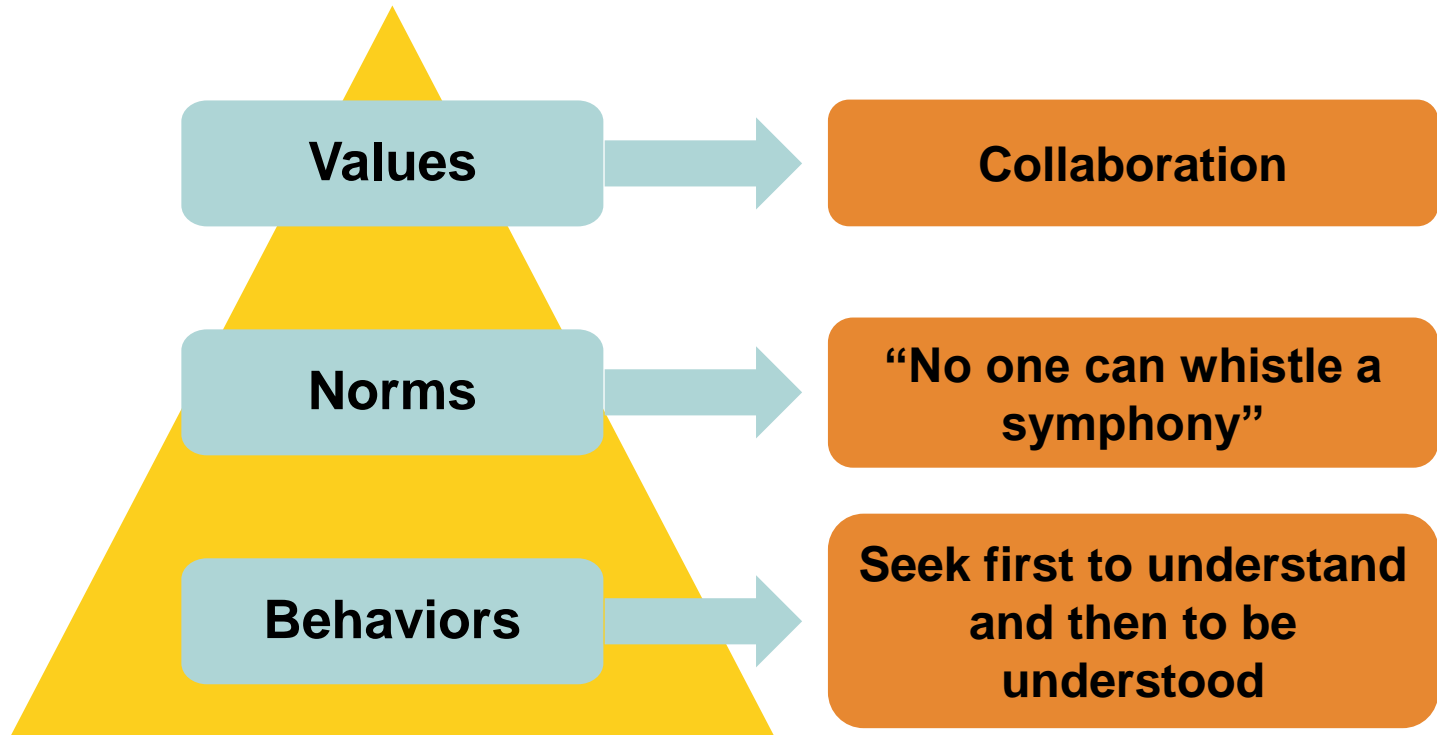 Values
Collaboration
Norms
“No one can whistle a
symphony”
Behaviors
Seek first to understand
and then to be
understood